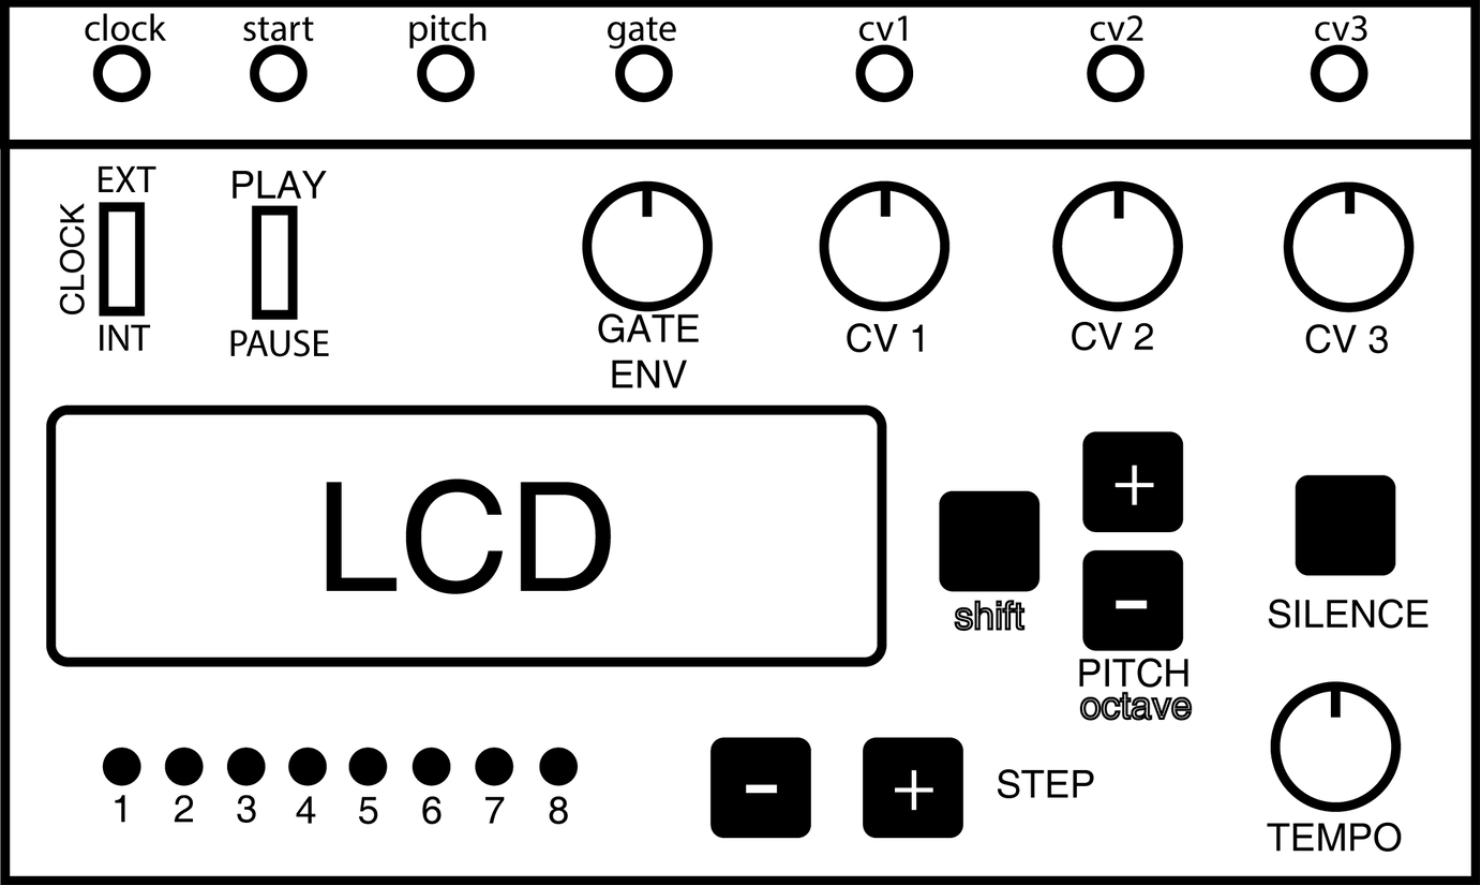 clock start pitch gate cv1 cv2 cv3
EXT PLAY
CLOCK
INT PAUSE
GATE CV 1 CV 2 CV 3
ENV
LCD
+
-
shift
SILENCE
PITCH
octave
- + STEP
1 2 3 4 5 6 7 8
TEMPO